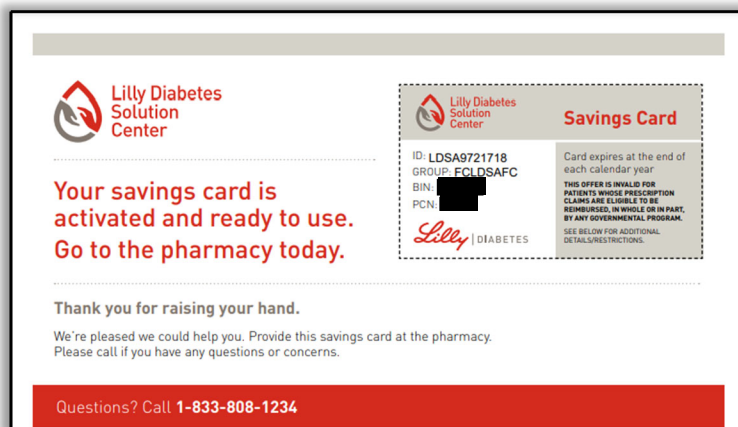 Lilly Diabetes
Solution
Center
Your savings card is
activated and ready to use.
Go to the pharmacy today.
Lilly Diabetes
Solution
Center
Savings Card
ID: LDSA9721718
GROUP: FCLDSAFC
BIN:
PCN:
Lilly | DIABETES
Card expires at the end of
each calendar year
THIS OFFER IS INVALID FOR
PATIENTS WHOSE PRESCRIPTION
CLAIMS ARE ELIGIBLE TO BE
REIMBURSED, IN WHOLE OR IN PART,
BY ANY GOVERNMENTAL PROGRAM.
SEE BELOW FOR ADDITIONAL
DETAILS/RESTRICTIONS.
Thank you for raising your hand.
We're pleased we could help you. Provide this savings card at the pharmacy.
Please call if you have any questions or concerns.
Questions? Call 1-833-808-1234